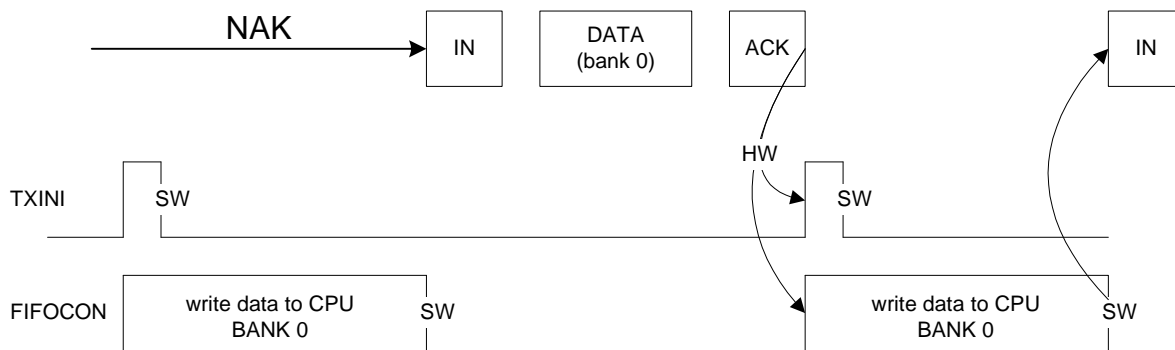 NAK
IN
DATA
(bank 0)
ACK
IN
HW
TXINI
SW
SW
FIFOCON
write data to CPU
BANK 0
SW
write data to CPU
BANK 0
SW